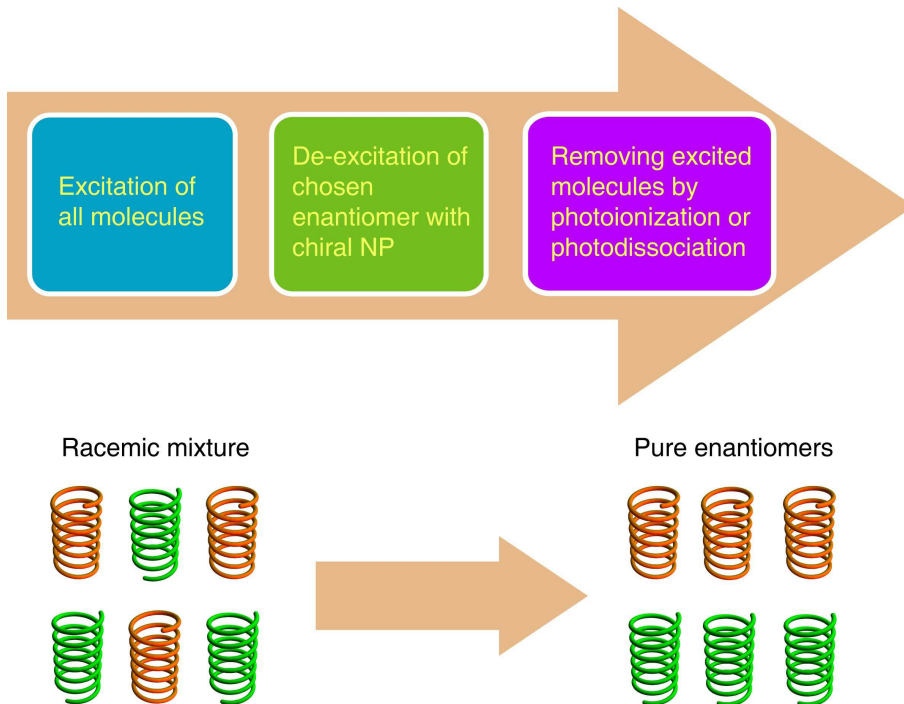 Excitation of
all molecules
De-excitation of
chosen
enantiomer with
chiral NP
Removing excited
molecules by
photoionization or
photodissociation
Racemic mixture
Pure enantiomers